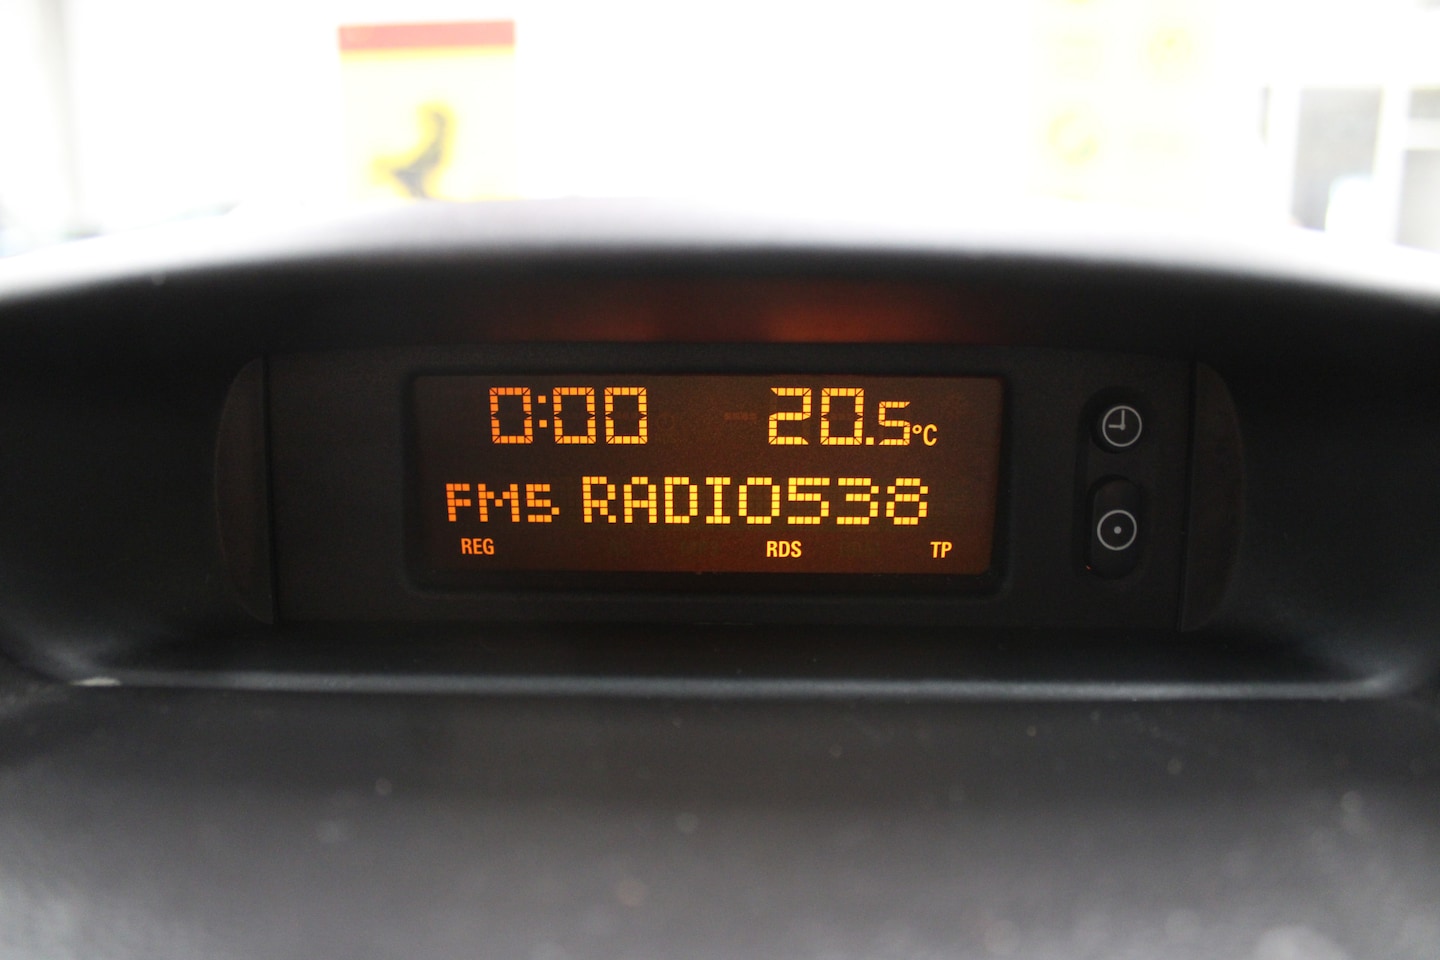 0:00 20.5°C
FM5 RADIO538
REG RDS TP